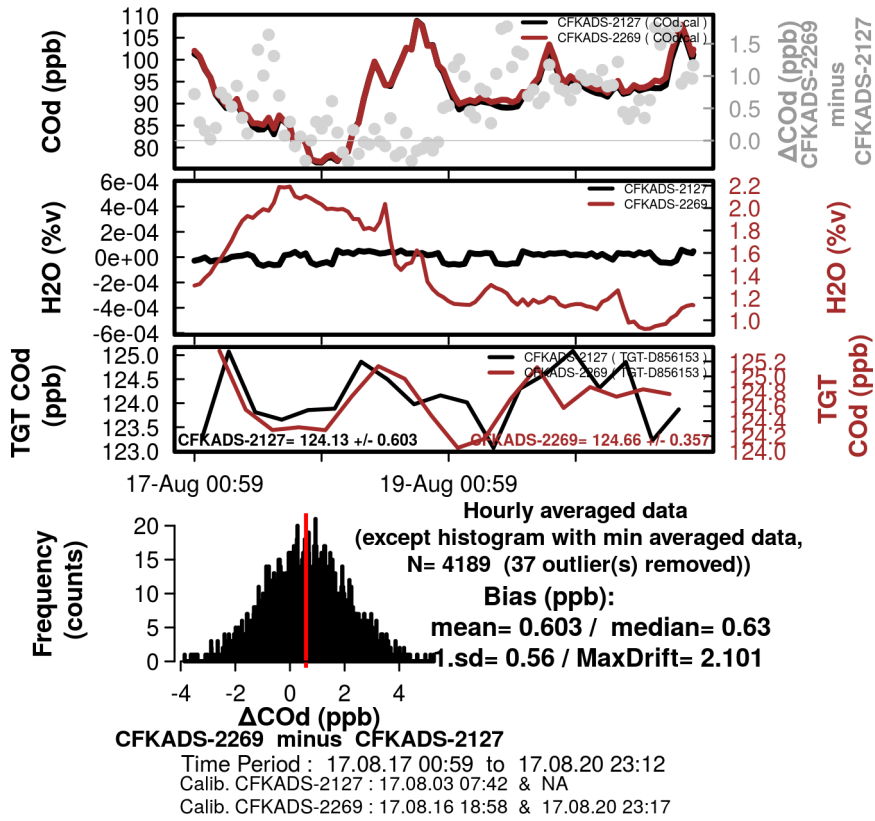 110
105
100
95
90
85
80
COd (ppb)
CFKADS-2127 ( COd.cal )
CFKADS-2269 ( COd.cal )
1.5
1.0
0.5
0.0
ΔCOd (ppb)
CFKADS-2269
minus
CFKADS-2127
6e-04
4e-04
2e-04
0e+00
-2e-04
-4e-04
-6e-04
H2O (%v)
CFKADS-2127
CFKADS-2269
2.2
2.0
1.8
1.6
1.4
1.2
1.0
H2O (%v)
125.0
124.5
124.0
123.5
123.0
TGT COd
(ppb)
CFKADS-2127 ( TGT-D856153 )
CFKADS-2269 ( TGT-D856153 )
CFKADS-2127= 124.13 +/- 0.603
CFKADS-2269= 124.66 +/- 0.357
125.2
125.0
124.8
124.6
124.4
124.2
124.0
TGT
COd (ppb)
17-Aug 00:59
19-Aug 00:59
Hourly averaged data
(except histogram with min averaged data,
N= 4189 (37 outlier(s) removed))
Bias (ppb):
mean= 0.603 / median= 0.63
1.sd= 0.56 / MaxDrift= 2.101
Frequency
(counts)
20
15
10
5
0
-4
-2
0
2
4
ΔCOd (ppb)
CFKADS-2269 minus CFKADS-2127
Time Period : 17.08.17 00:59 to 17.08.20 23:12
Calib. CFKADS-2127 : 17.08.03 07:42 & NA
Calib. CFKADS-2269 : 17.08.16 18:58 & 17.08.20 23:17